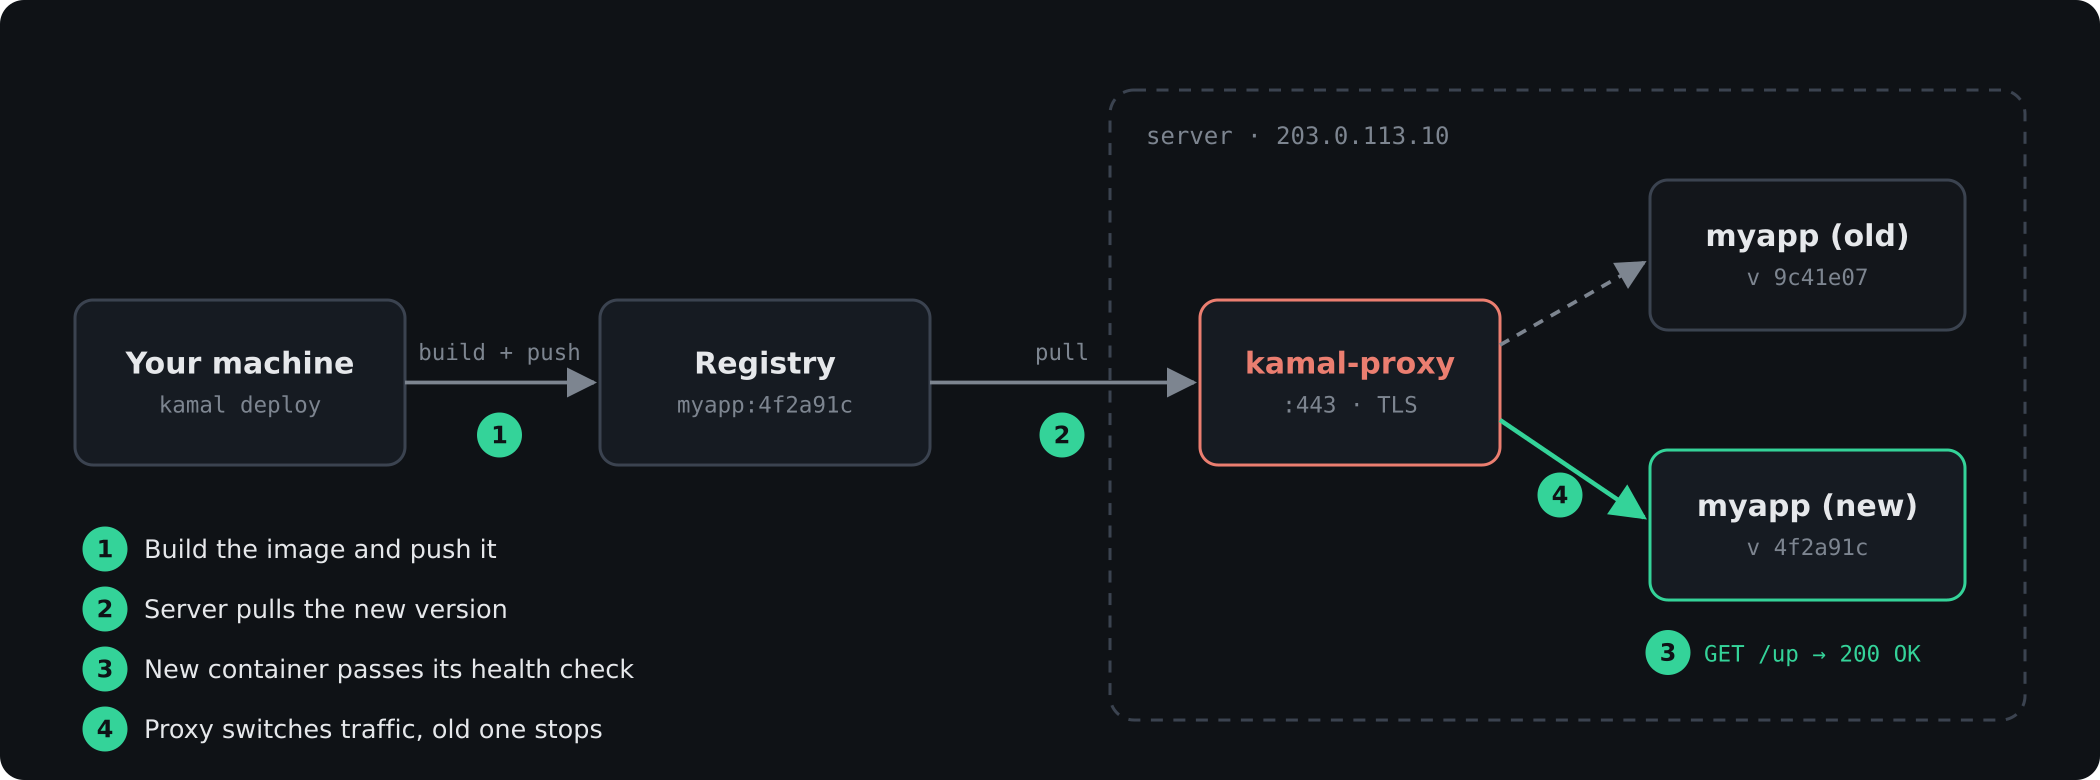 server · 203.0.113.10
myapp (old)
v 9c41e07
Your machine
kamal deploy
build + push
1
Registry
myapp:4f2a91c
pull
2
kamal-proxy
:443 · TLS
4
myapp (new)
v 4f2a91c
3 GET /up → 200 OK
1 Build the image and push it
2 Server pulls the new version
3 New container passes its health check
4 Proxy switches traffic, old one stops